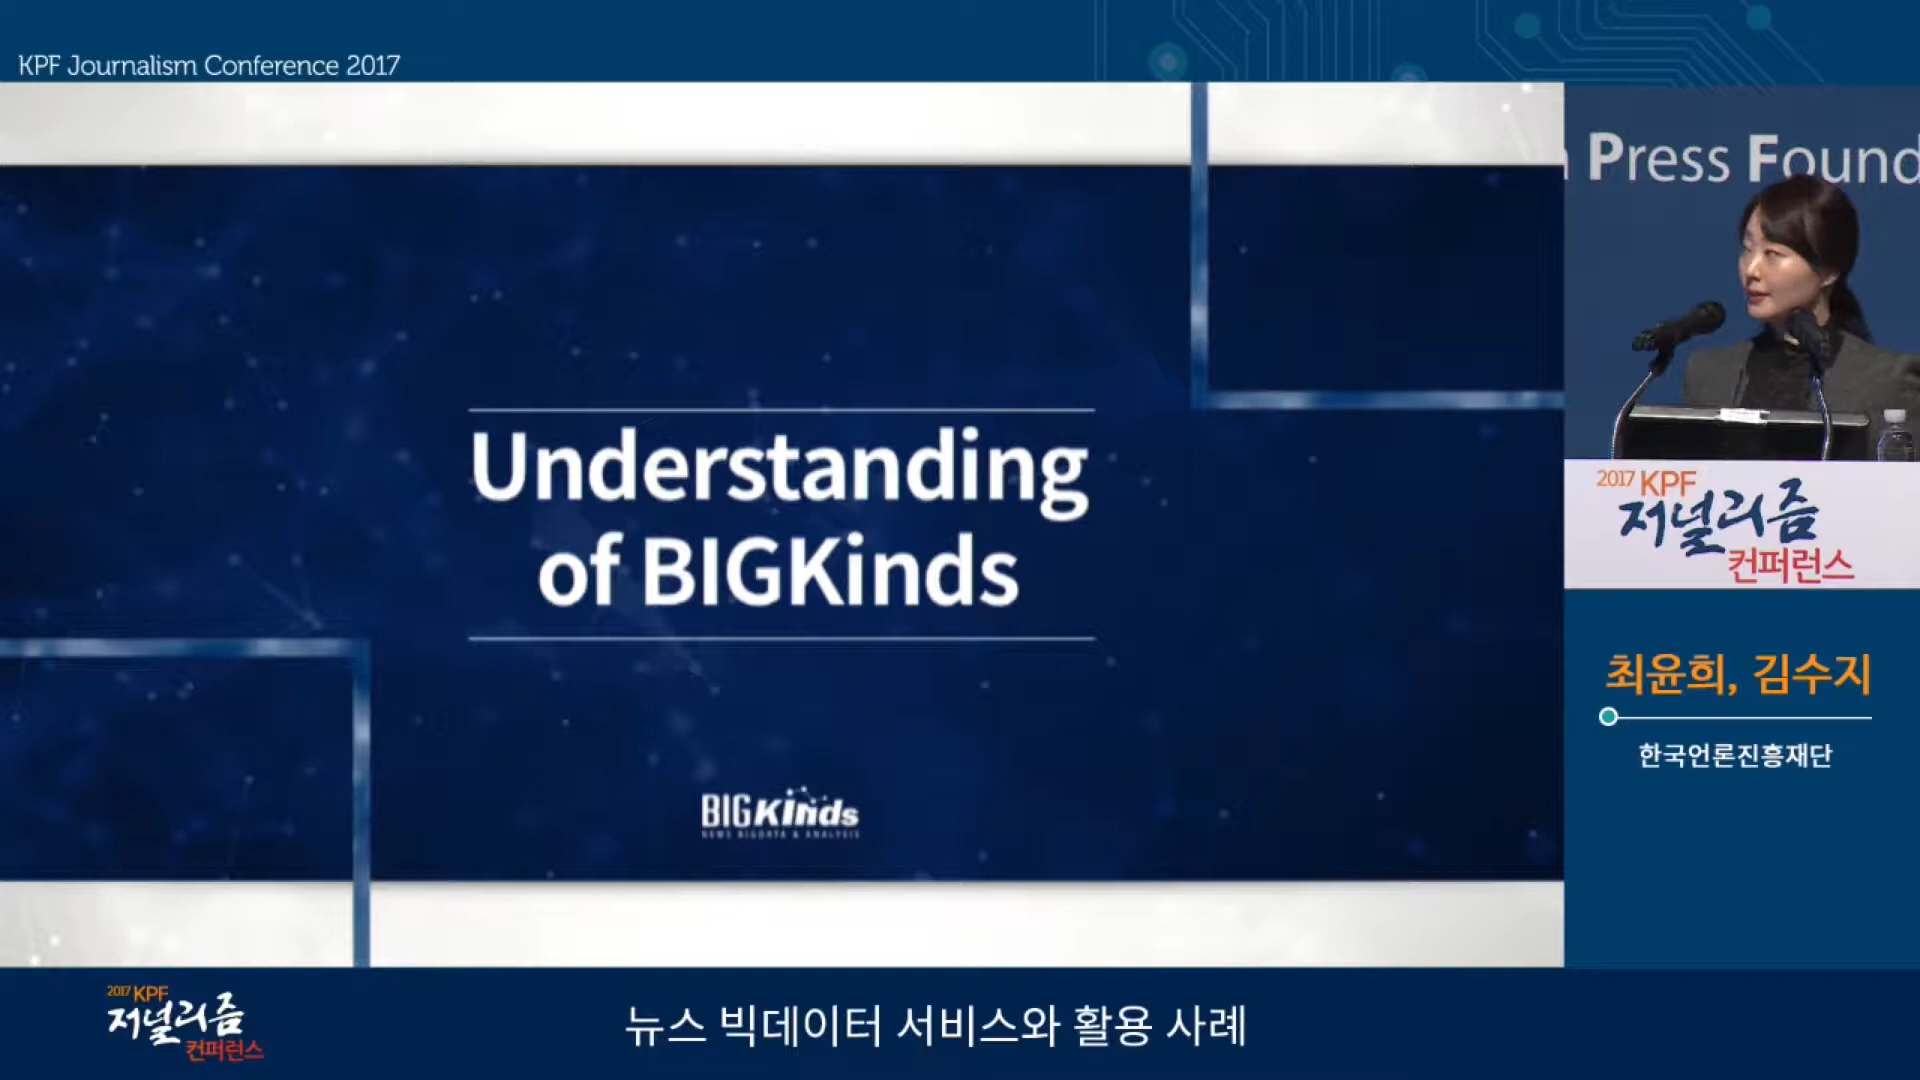 KPF Journalism Conference 2017
Press Found
Understanding
of BIGKinds
BIGKinds
NEWS BIGDATA & ANALYSIS
2017 KPF
저널리즘
컨퍼런스
최윤희, 김수지
한국언론진흥재단
2017 KPF
저널리즘
컨퍼런스
뉴스 빅데이터 서비스와 활용 사례